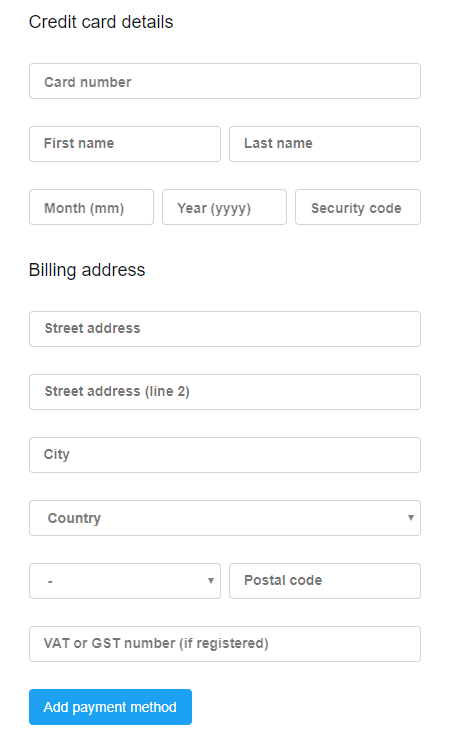 Credit card details
Card number
First name Last name
Month (mm) Year (yyyy) Security code
Billing address
Street address
Street address (line 2)
City
Country
- Postal code
VAT or GST number (if registered)
Add payment method